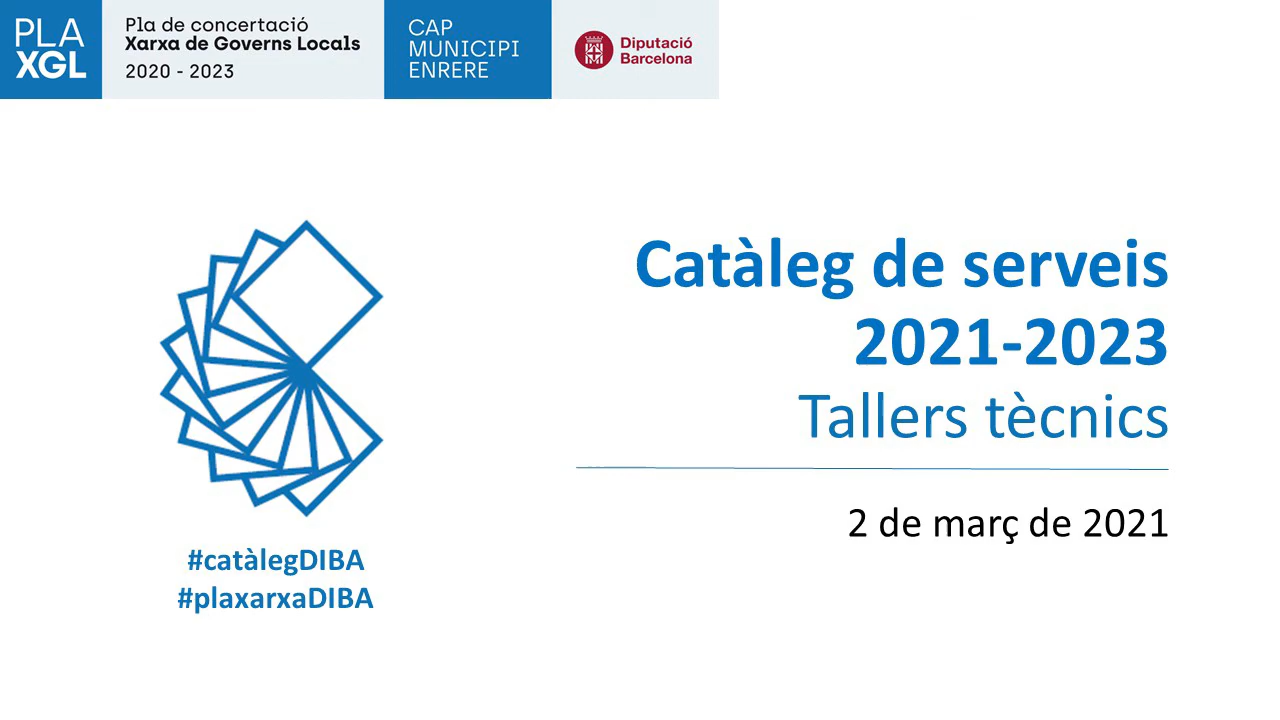 PLA
XGL
Pla de concertació
Xarxa de Governs Locals
2020 - 2023
CAP
MUNICIPI
ENRERE
Diputació
Barcelona
Catàleg de serveis
2021-2023
Tallers tècnics
2 de març de 2021
#catàlegDIBA
#plaxarxaDIBA